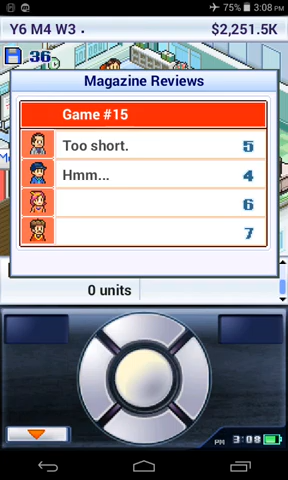 75% 3:08 PM
Y6 M4 W3 . $2,251.5K
36
Magazine Reviews
Game #15
Too short. 5
Hmm... 4
6
7
0 units
PM 3:08